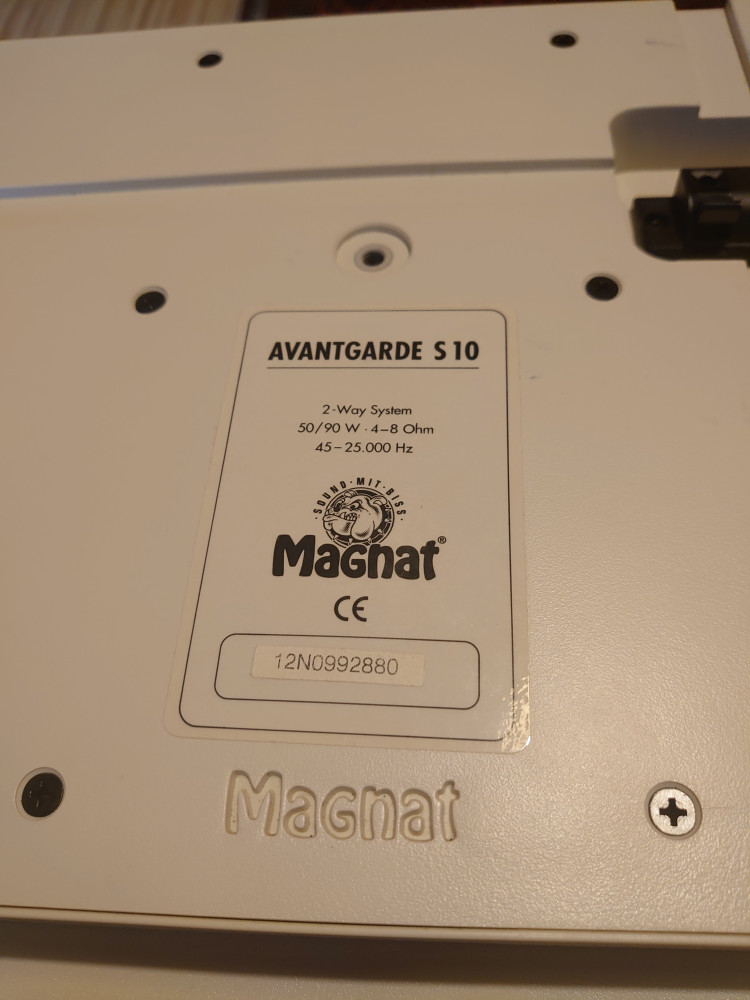 AVANTGARDE S 10
2-Way System
50/90 W · 4–8 Ohm
45–25.000 Hz
·SOUND·MIT·BISS·
Magnat®
CE
12N0992880
Magnat